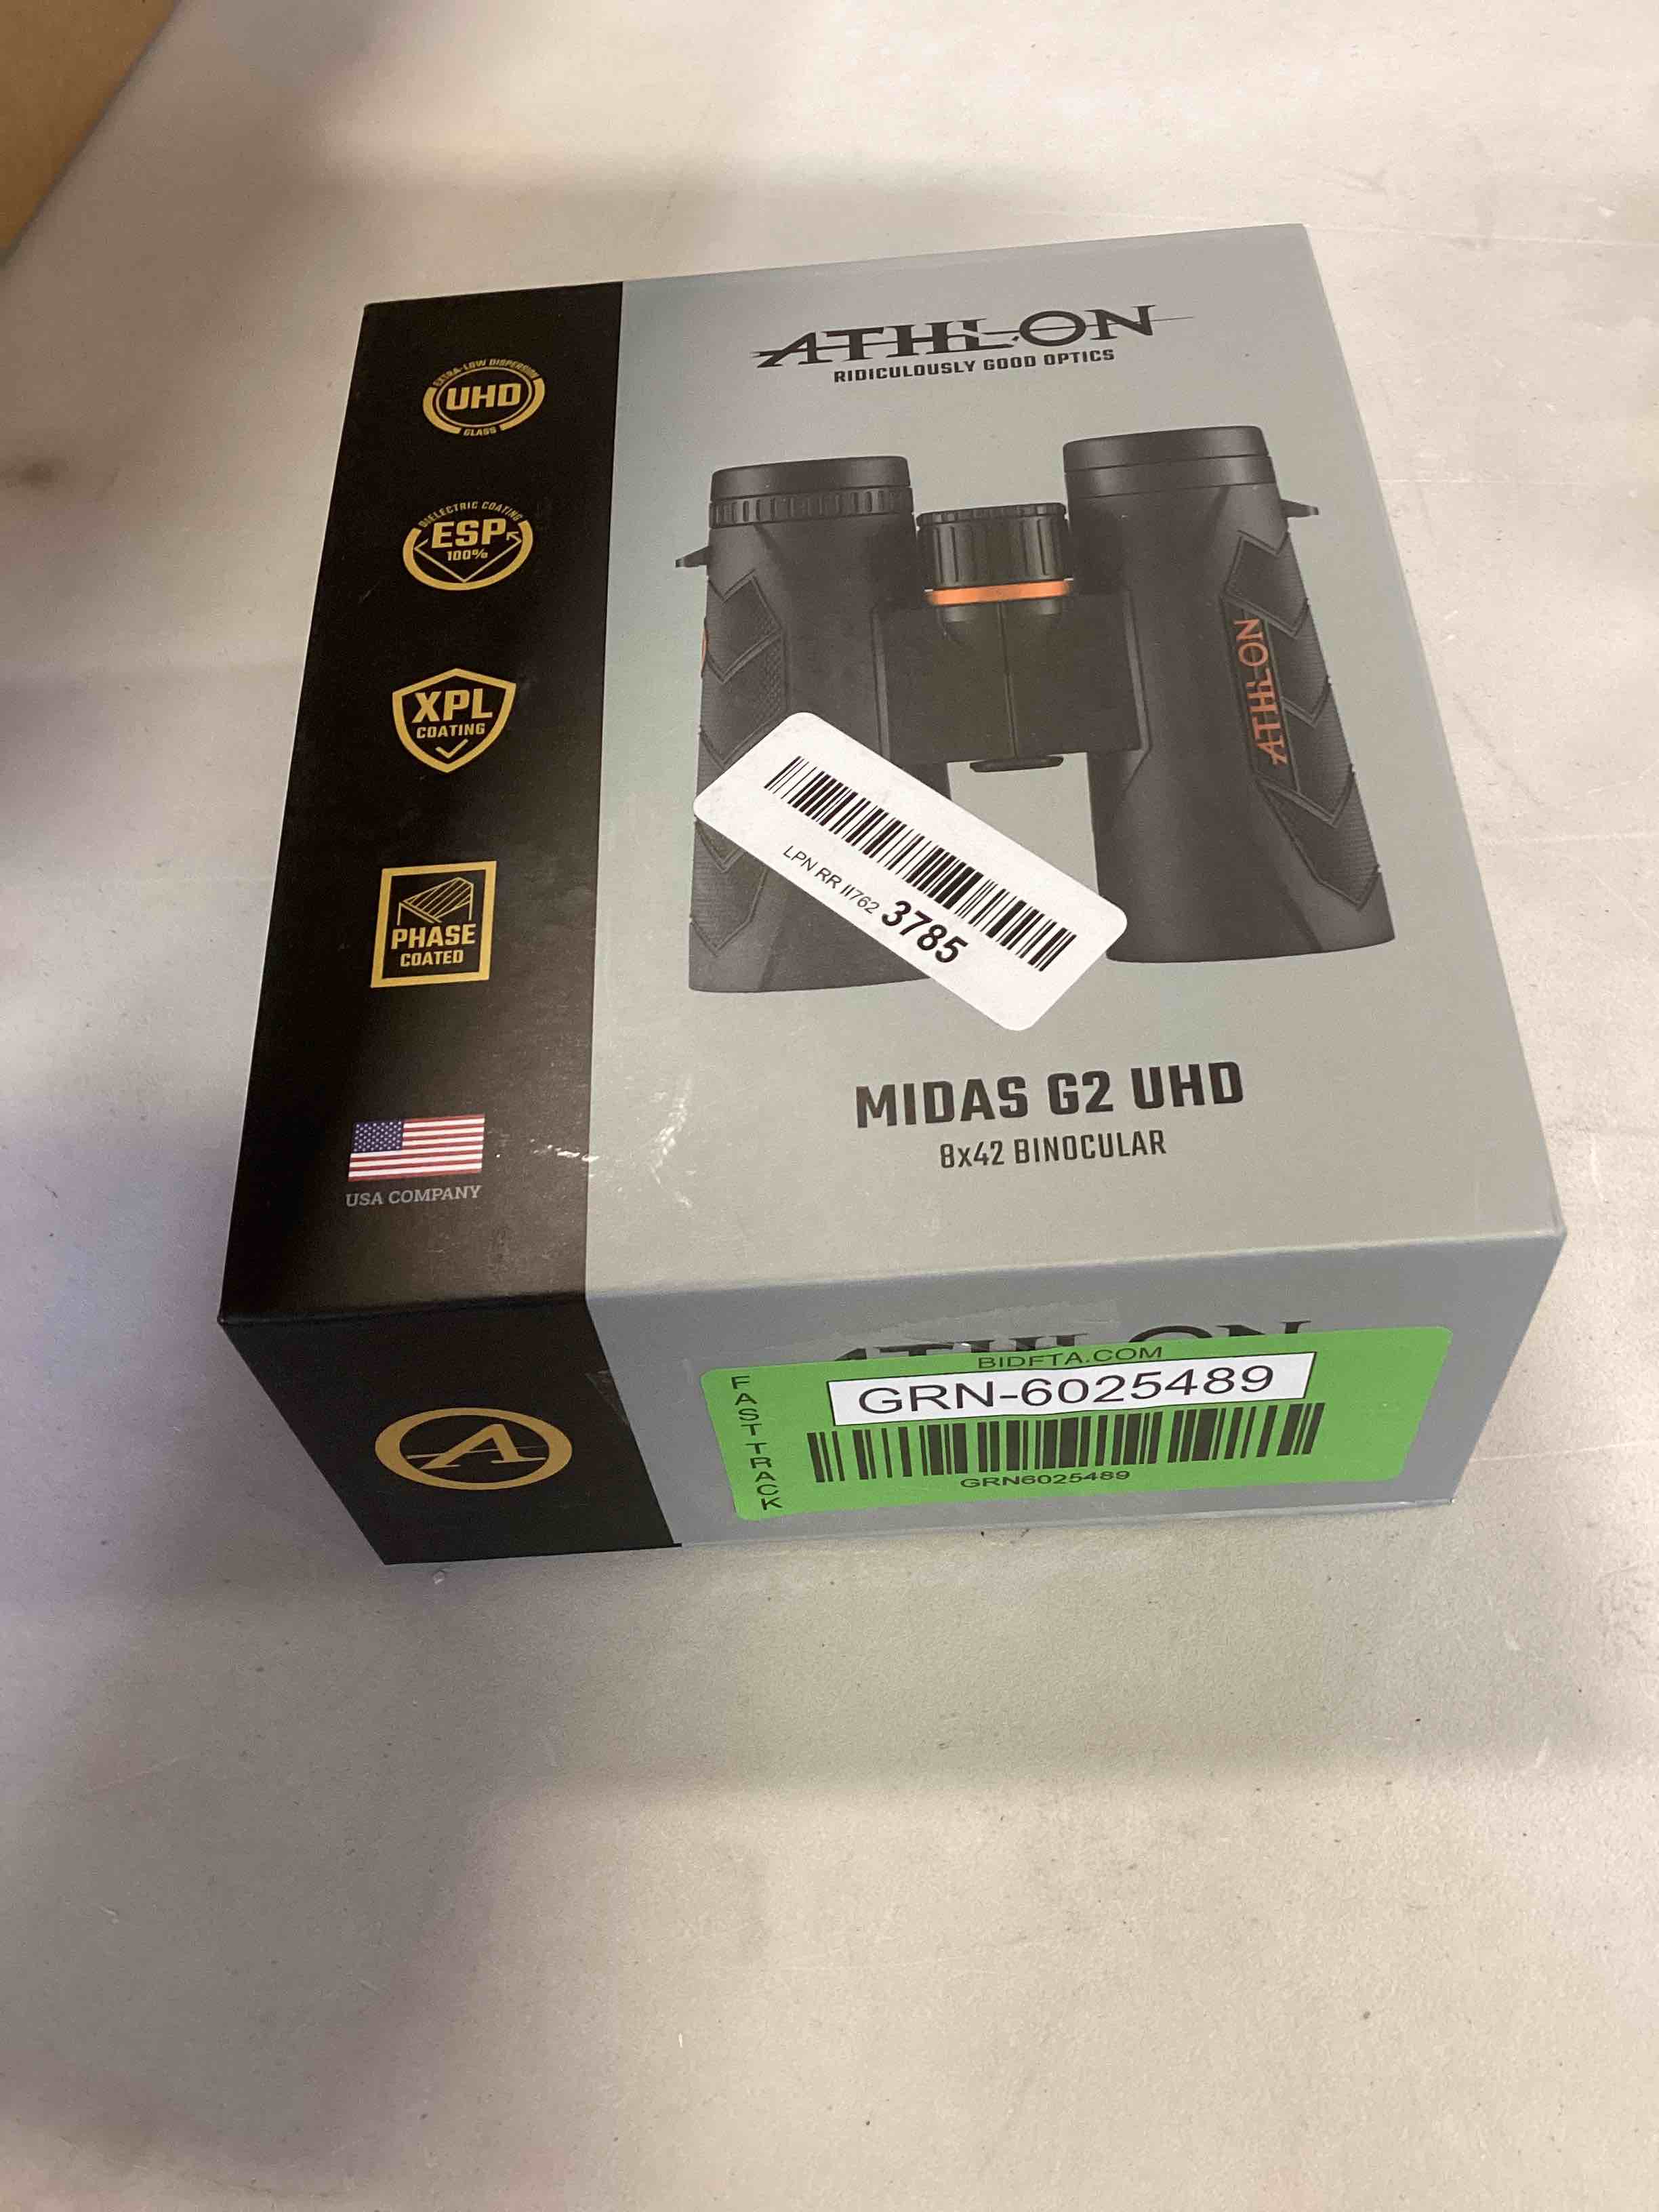 EXTRA-LOW DISPERSION
UHD
GLASS
DIELECTRIC COATING
ESP
100%
XPL
COATING
PHASE
COATED
USA COMPANY
ATHLON
RIDICULOUSLY GOOD OPTICS
ATHLON
LPN RR II762 3785
MIDAS G2 UHD
8x42 BINOCULAR
A
ATHLON
BIDFTA.COM
FAST TRACK
GRN-6025489
GRN6025489